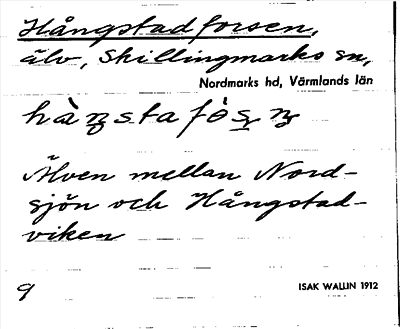 Hångstadforsen,
älv, Skillingmarks sn,
Nordmarks hd, Värmlands län
Älven mellan Nord-
sjön och Hångstad-
viken
9
ISAK WALLIN 1912